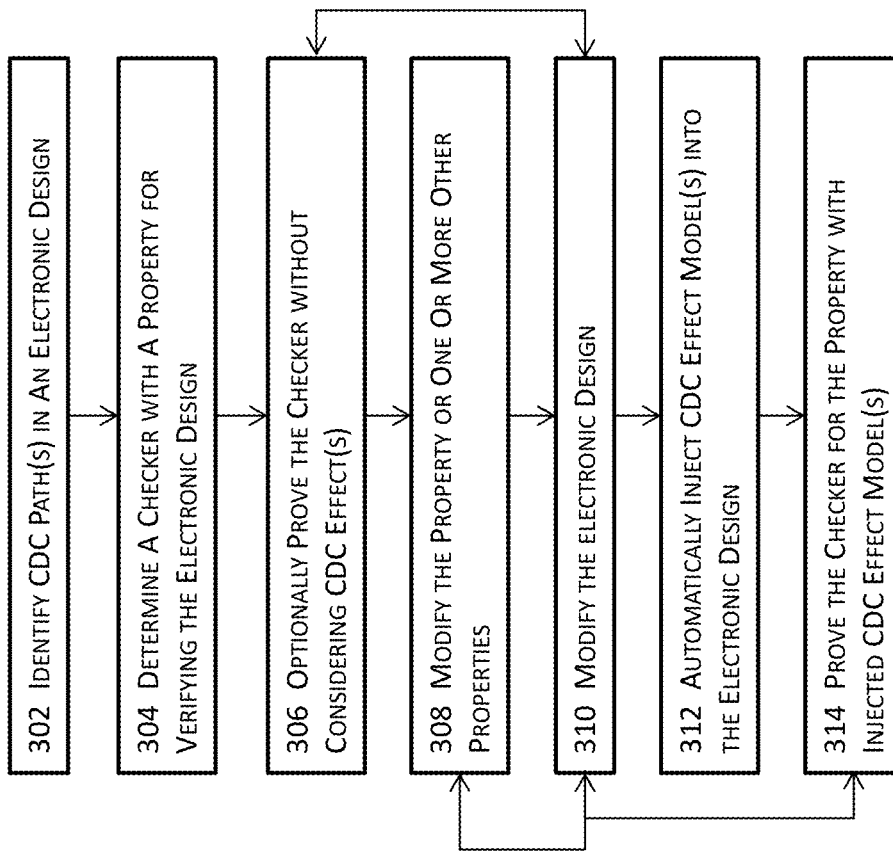 302 IDENTIFY CDC PATH(S) IN AN ELECTRONIC DESIGN
304 DETERMINE A CHECKER WITH A PROPERTY FOR
VERIFYING THE ELECTRONIC DESIGN
306 OPTIONALLY PROVE THE CHECKER WITHOUT
CONSIDERING CDC EFFECT(S)
308 MODIFY THE PROPERTY OR ONE OR MORE OTHER
PROPERTIES
310 MODIFY THE ELECTRONIC DESIGN
312 AUTOMATICALLY INJECT CDC EFFECT MODEL(S) INTO
THE ELECTRONIC DESIGN
314 PROVE THE CHECKER FOR THE PROPERTY WITH
INJECTED CDC EFFECT MODEL(S)